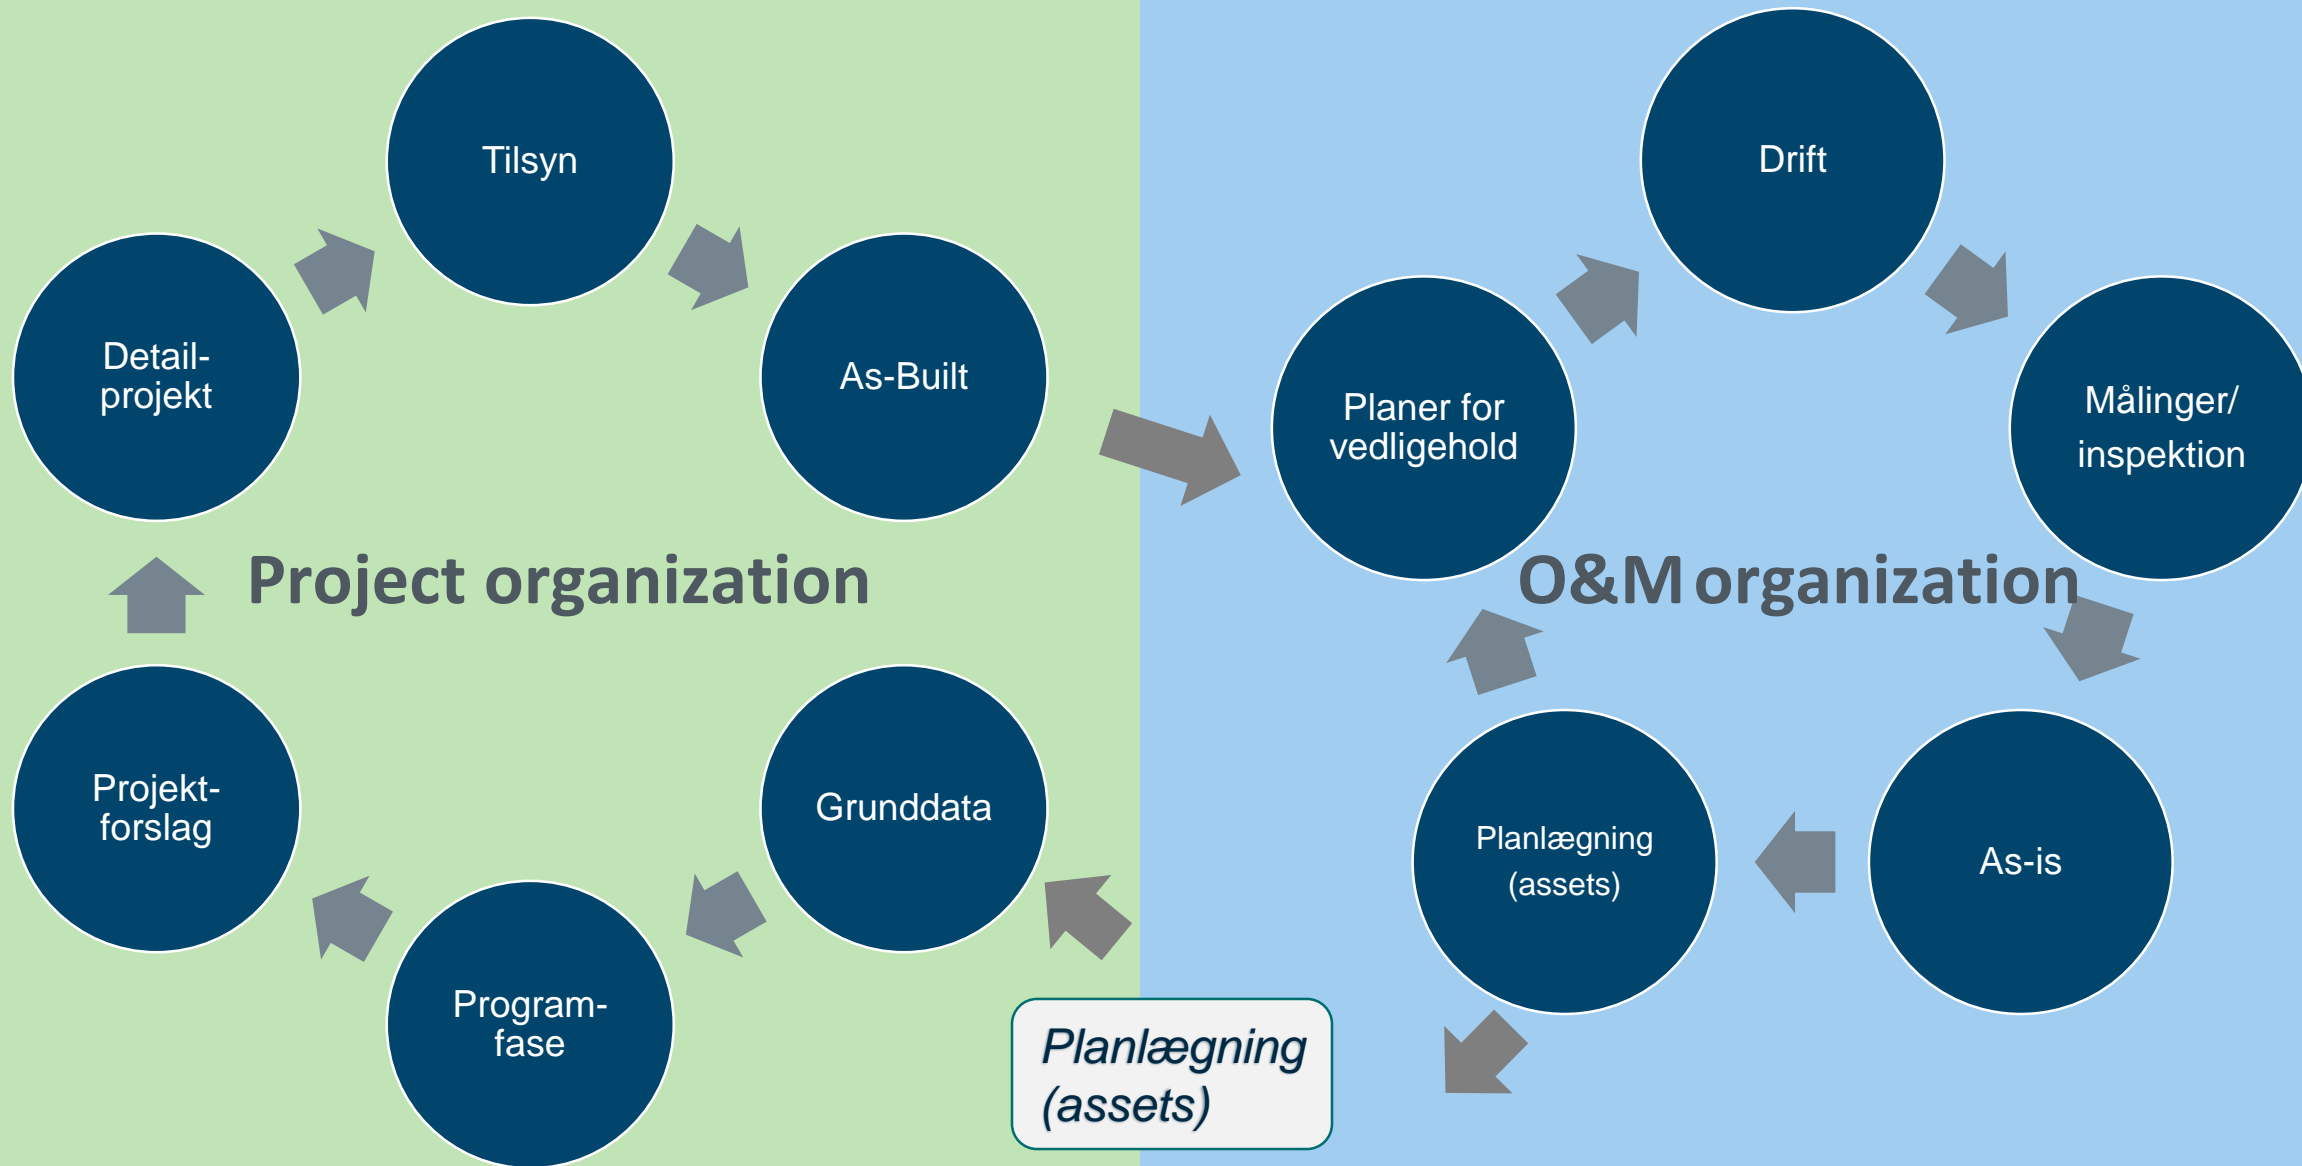 Tilsyn
Detail-
projekt
As-Built
Project organization
Projekt-
forslag
Grunddata
Program-
fase
Drift
Planer for
vedligehold
Målinger/
inspektion
O&M organization
Planlægning
(assets)
As-is
Planlægning
(assets)